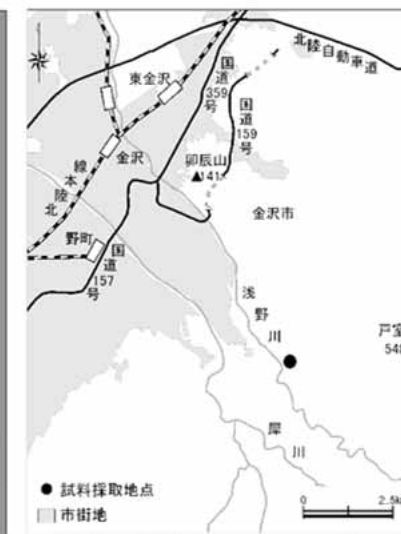 北陸自動車道
東金沢
国道
359
号
国道
159
号
金沢
卯辰山
141
北陸本線
金沢市
野町
国道
157
号
浅野川
戸室
548
犀川
試料採取地点
市街地
0
2.5k